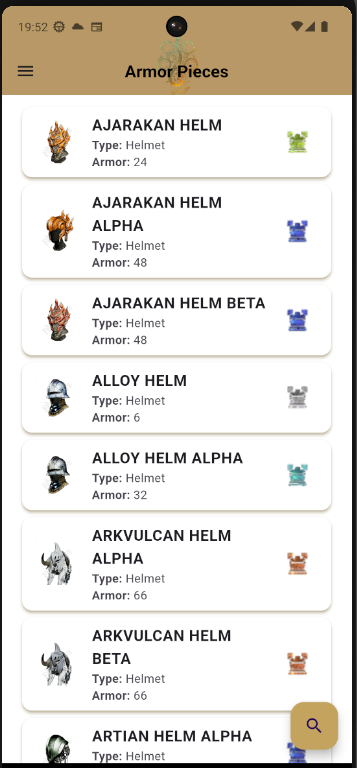 19:52
Armor Pieces
AJARAKAN HELM
Type: Helmet
Armor: 24
AJARAKAN HELM
ALPHA
Type: Helmet
Armor: 48
AJARAKAN HELM BETA
Type: Helmet
Armor: 48
ALLOY HELM
Type: Helmet
Armor: 6
ALLOY HELM ALPHA
Type: Helmet
Armor: 32
ARKVULCAN HELM
ALPHA
Type: Helmet
Armor: 66
ARKVULCAN HELM
BETA
Type: Helmet
Armor: 66
ARTIAN HELM ALPHA
Type: Helmet